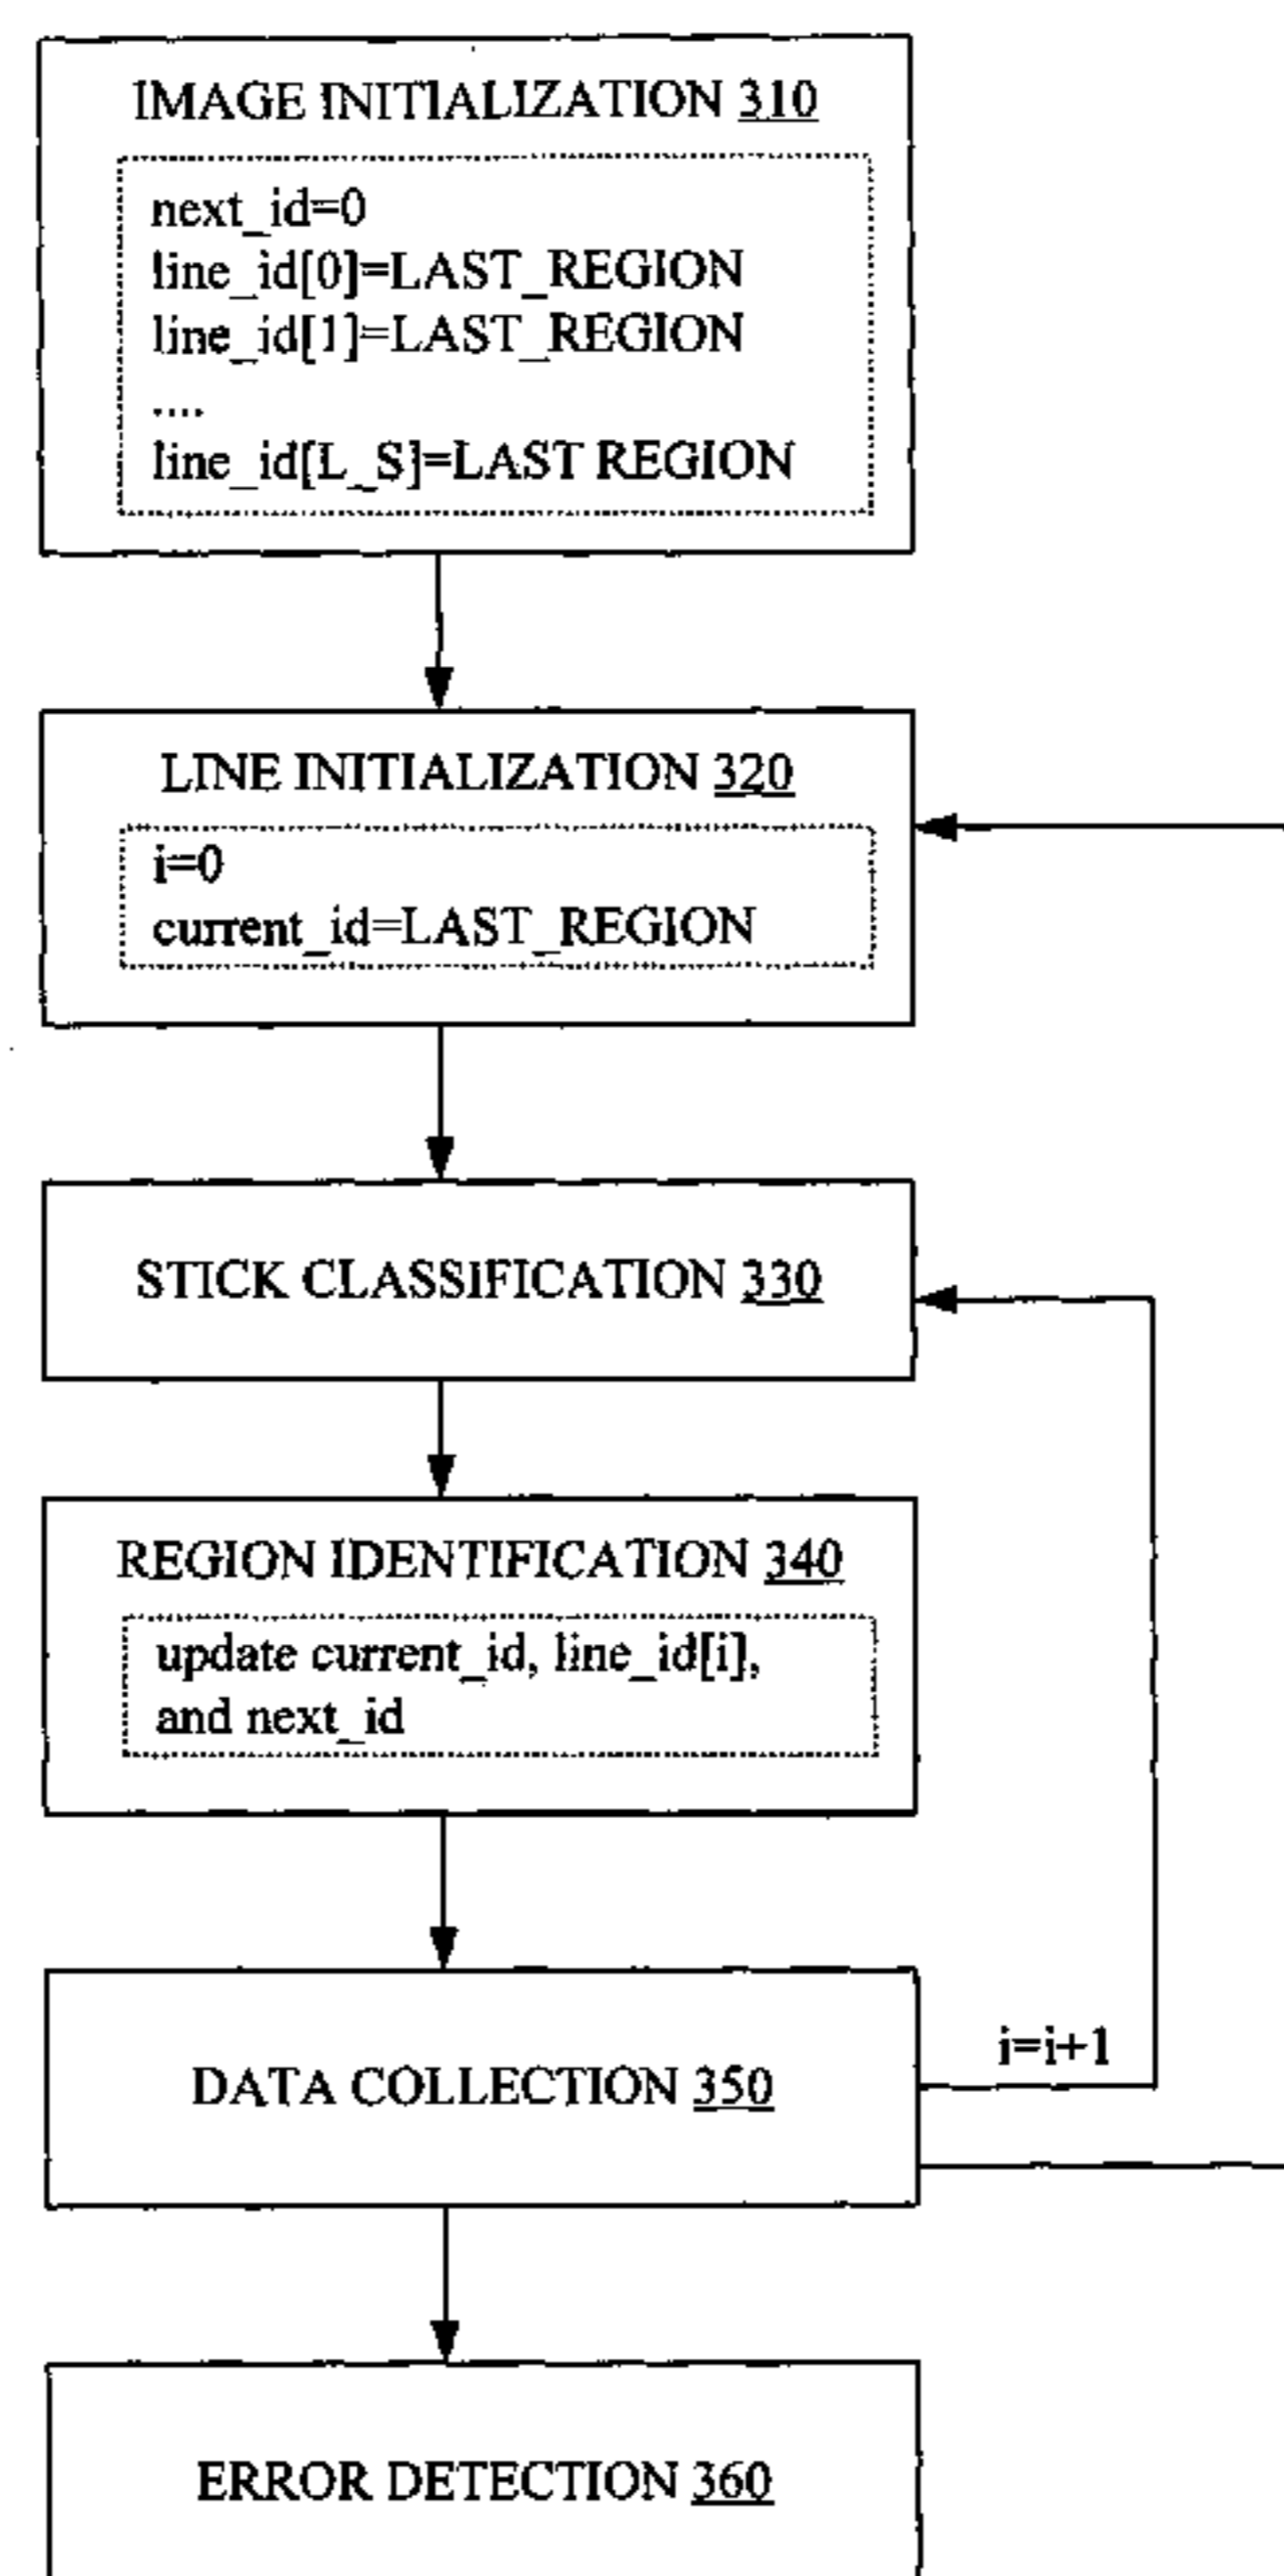 IMAGE INITIALIZATION 310
next_id=0
line_id[0]=LAST_REGION
line_id[1]=LAST_REGION
....
line_id[L_S]=LAST REGION
LINE INITIALIZATION 320
i=0
current_id=LAST_REGION
STICK CLASSIFICATION 330
REGION IDENTIFICATION 340
update current_id, line_id[i],
and next_id
DATA COLLECTION 350
i=i+1
ERROR DETECTION 360